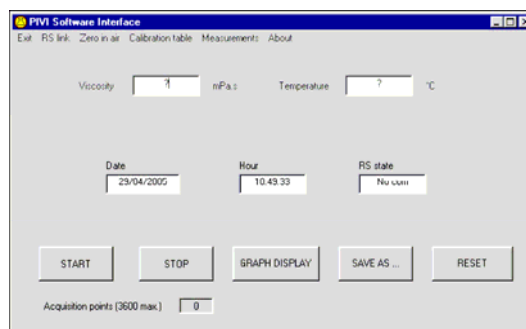 PIVI Software Interface
Exit RS link Zero in air Calibration table Measurements About
Viscosity ? mPa.s Temperature ? °C
Date Hour RS state
29/04/2005 10.49.33 No com
START STOP GRAPH DISPLAY SAVE AS ... RESET
Acquisition points (3600 max.) 0